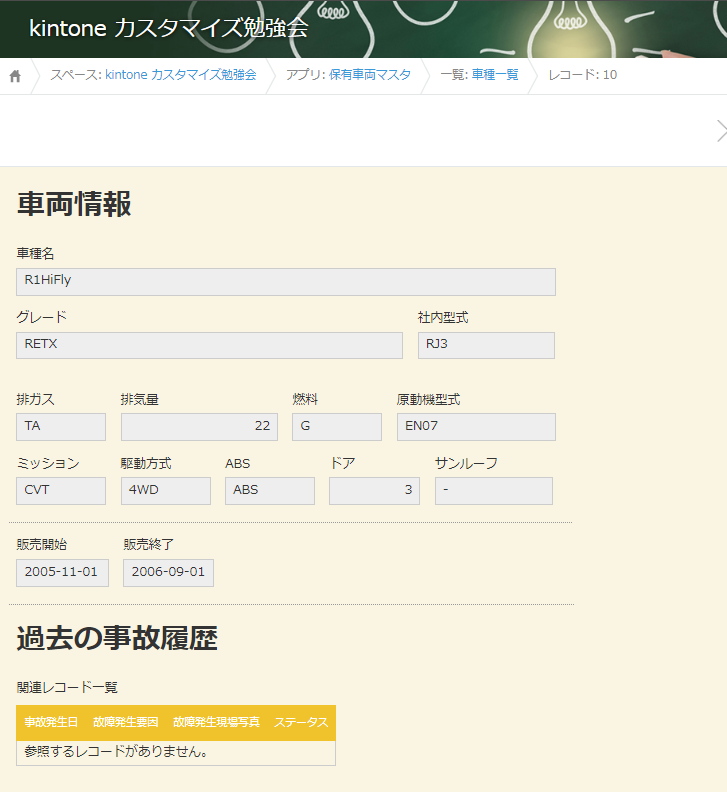 kintone カスタマイズ勉強会
スペース: kintone カスタマイズ勉強会 アプリ: 保有車両マスタ 一覧: 車種一覧 レコード: 10
車両情報
車種名
R1HiFly
グレード 社内型式
RETX RJ3
排ガス 排気量 燃料 原動機型式
TA 22 G EN07
ミッション 駆動方式 ABS ドア サンルーフ
CVT 4WD ABS 3 -
販売開始 販売終了
2005-11-01 2006-09-01
過去の事故履歴
関連レコード一覧
事故発生日 故障発生要因 故障発生現場写真 ステータス
参照するレコードがありません。